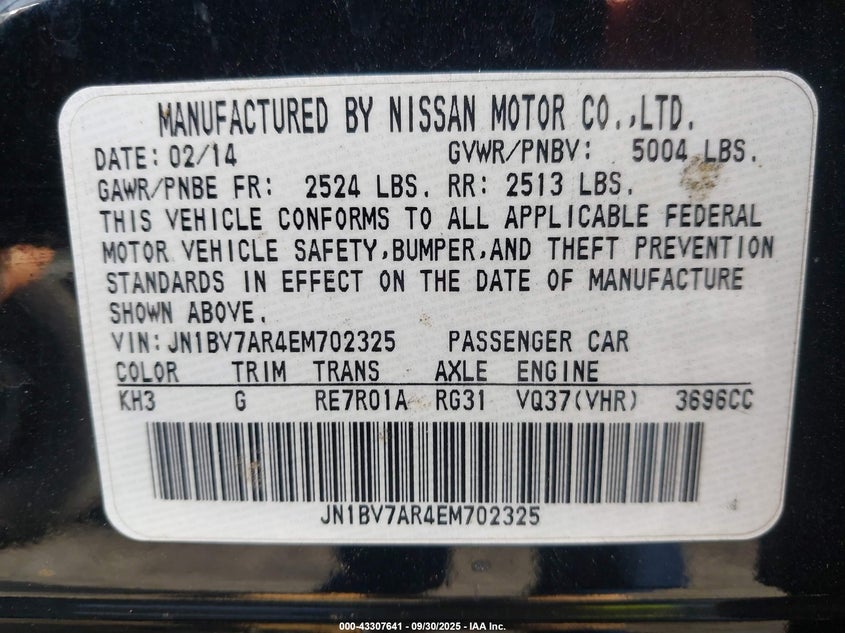 MANUFACTURED BY NISSAN MOTOR CO.,LTD.
DATE: 02/14 GVWR/PNBV: 5004 LBS.
GAWR/PNBE FR: 2524 LBS. RR: 2513 LBS.
THIS VEHICLE CONFORMS TO ALL APPLICABLE FEDERAL
MOTOR VEHICLE SAFETY,BUMPER,AND THEFT PREVENTION
STANDARDS IN EFFECT ON THE DATE OF MANUFACTURE
SHOWN ABOVE.
VIN: JN1BV7AR4EM702325 PASSENGER CAR
COLOR TRIM TRANS AXLE ENGINE
KH3 G RE7R01A RG31 VQ37(VHR) 3696CC
JN1BV7AR4EM702325
000-43307641 - 09/30/2025 - IAA Inc.